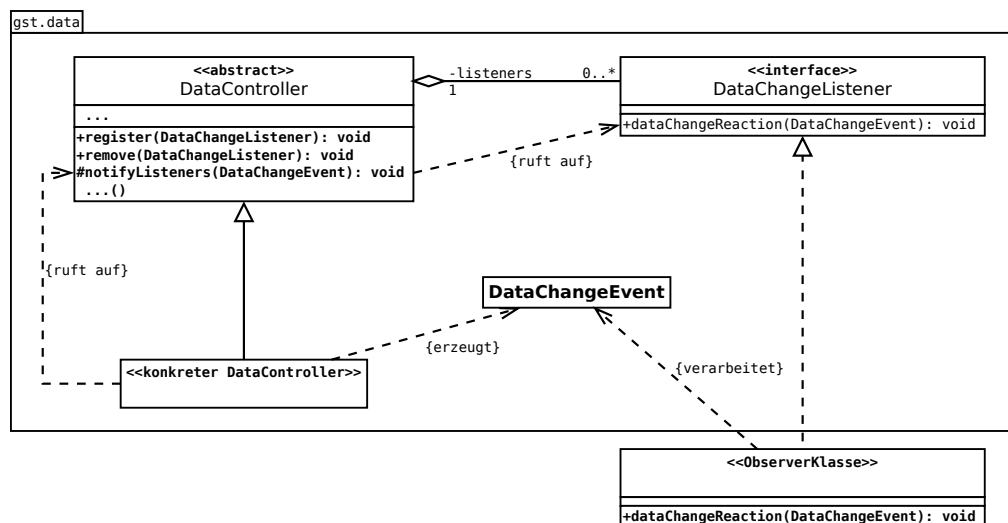 gst.data
<<abstract>>
DataController
...
+register(DataChangeListener): void
+remove(DataChangeListener): void
#notifyListeners(DataChangeEvent): void
...()
-listeners
0..*
1
<<interface>>
DataChangeListener
+dataChangeReaction(DataChangeEvent): void
{ruft auf}
{ruft auf}
DataChangeEvent
{erzeugt}
{verarbeitet}
<<konkreter DataController>>
<<ObserverKlasse>>
+dataChangeReaction(DataChangeEvent): void